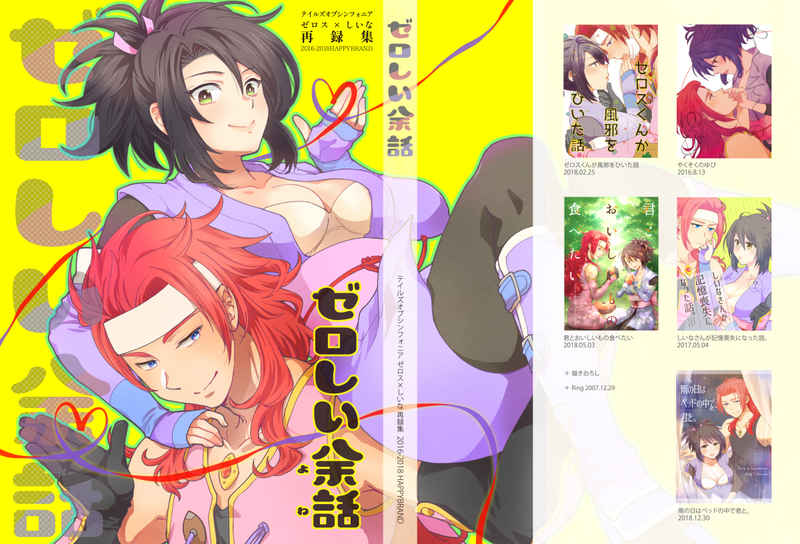 ゼロしい余話
テイルズオブシンフォニア
ゼロス×しいな
再録集
2016-2018HAPPYBRAND
ゼロしい余話
よわ
ゼロしい余話
テイルズオブシンフォニア ゼロス×しいな 再録集 2016-2018 HAPPYBRAND
ゼロスくんが
風邪を
ひいた話
ゼロスくんが風邪をひいた話
2018.02.25
やくそくのゆび
2016.8.13
君と
おいしいもの
食べたい
君とおいしいもの食べたい
2018.05.03
しいなさんが
記憶喪失に
なった話。
しいなさんが記憶喪失になった話。
2017.05.04
+ 描きおろし
+ Ring 2007.12.29
雨の日は
ベッドの中で
君と。
雨の日はベッドの中で君と。
2018.12.30